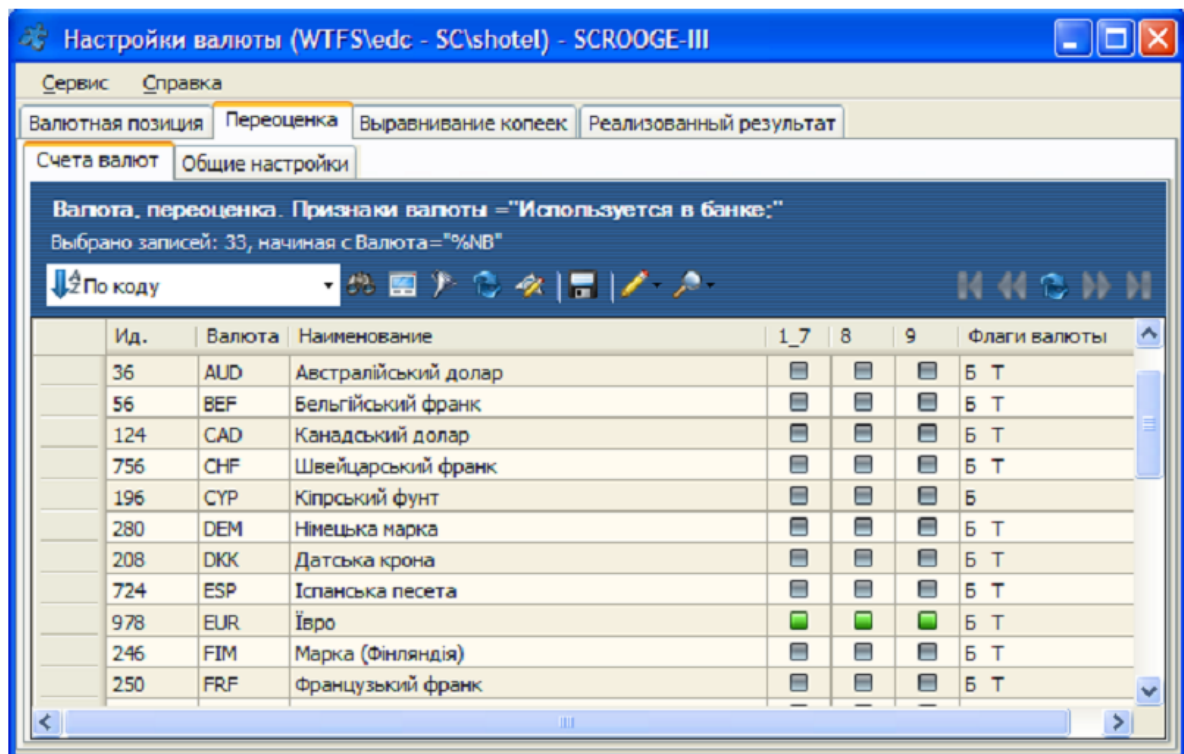 Настройки валюты (WTFS\edc - SC\shotel) - SCROOGE-III
Сервис Справка
Валютная позиция Переоценка Выравнивание копеек Реализованный результат
Счета валют Общие настройки
Валюта, переоценка. Признаки валюты ="Используется в банке;"
Выбрано записей: 33, начиная с Валюта="%NB"
По коду
Ид. Валюта Наименование 1_7 8 9 Флаги валюты
36 AUD Австралійський долар Б Т
56 BEF Бельгійський франк Б Т
124 CAD Канадський долар Б Т
756 CHF Швейцарський франк Б Т
196 CYP Кіпрський фунт Б
280 DEM Німецька марка Б Т
208 DKK Датська крона Б Т
724 ESP Іспанська песета Б Т
978 EUR Ївро Б Т
246 FIM Марка (Фінляндія) Б Т
250 FRF Французький франк Б Т